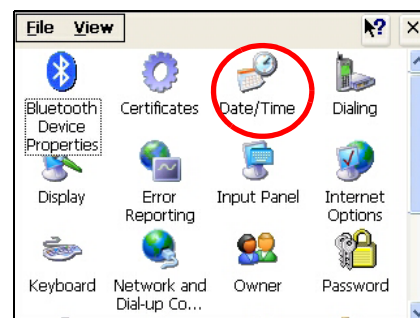 File View
Bluetooth Device Properties
Certificates
Date/Time
Dialing
Display
Error Reporting
Input Panel
Internet Options
Keyboard
Network and Dial-up Co...
Owner
Password